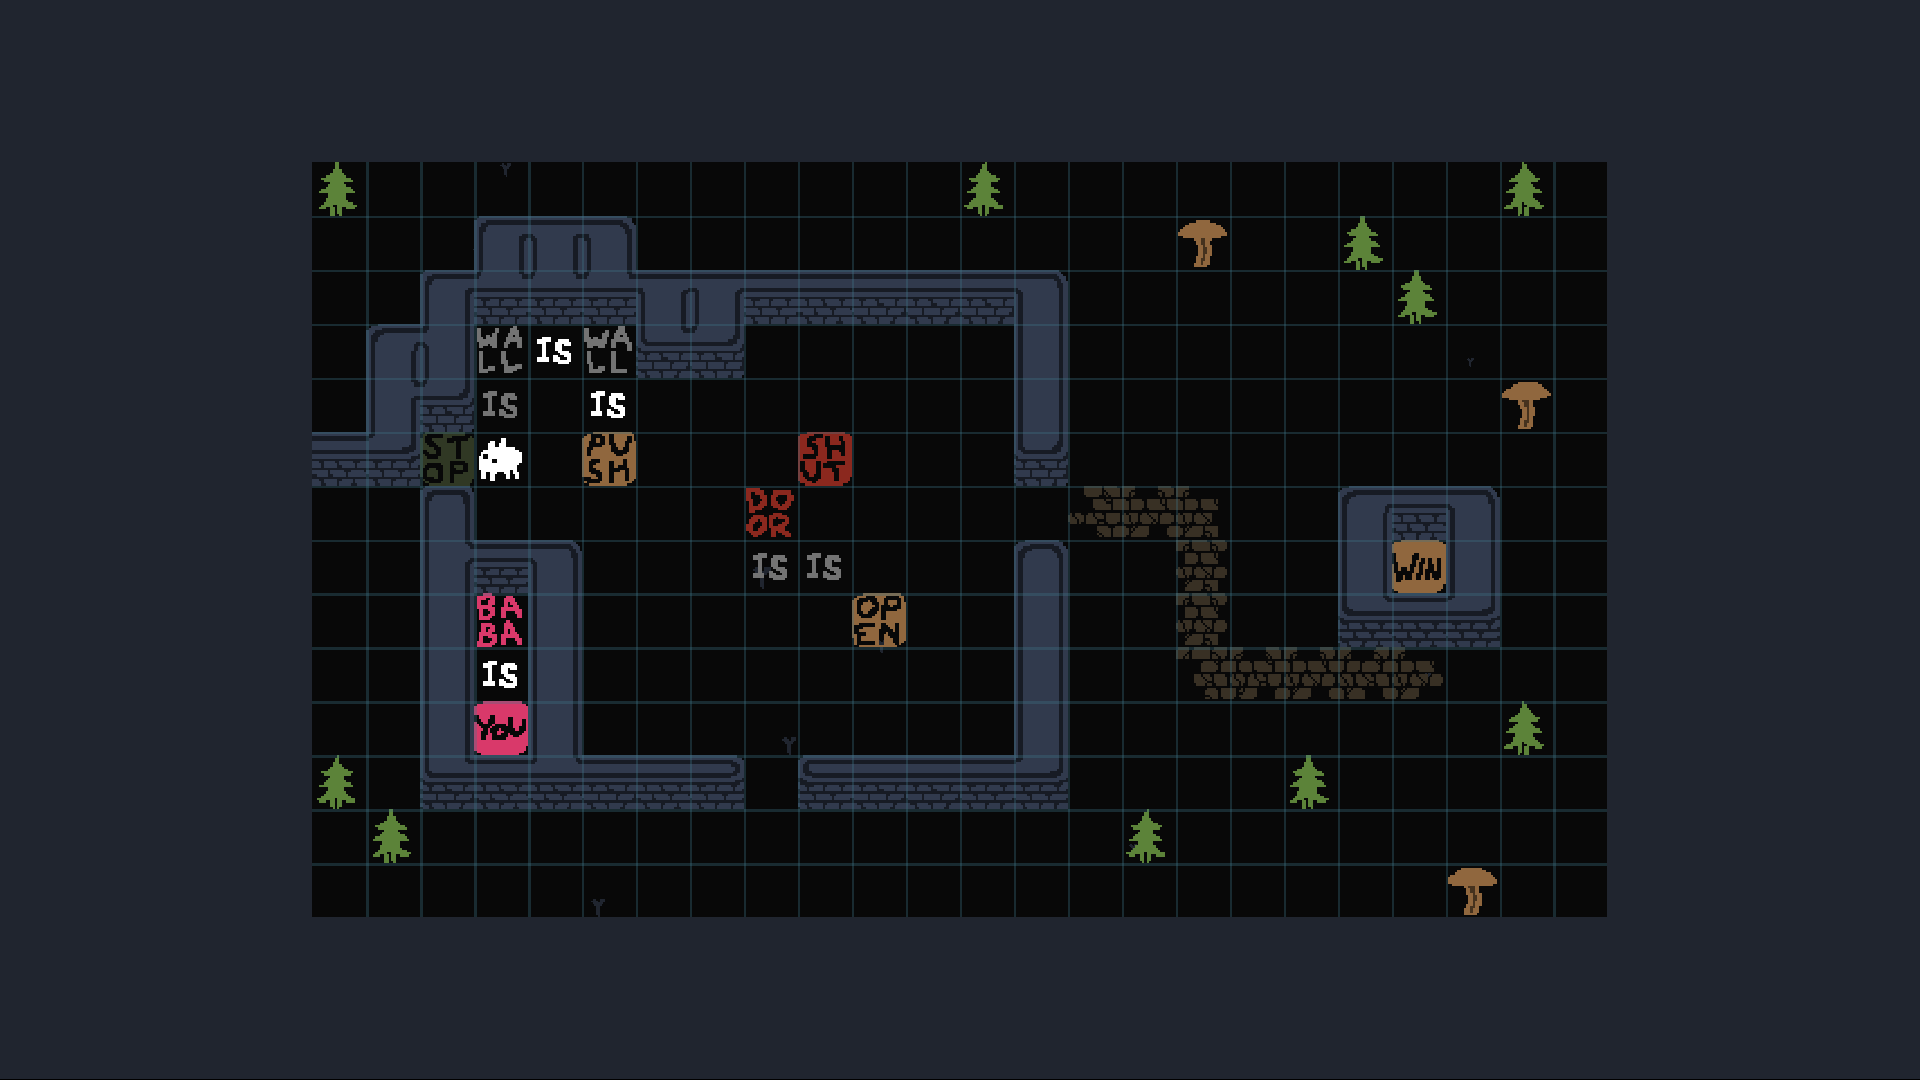 WALL IS WALL
IS IS
STOP PUSH SHUT
DOOR
IS IS
WIN
BABA OPEN
IS
YOU